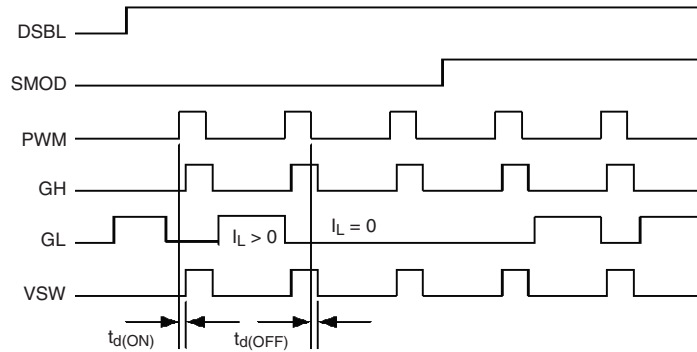 DSBL
SMOD
PWM
GH
GL
I_L > 0
I_L = 0
VSW
t_d(ON)
t_d(OFF)